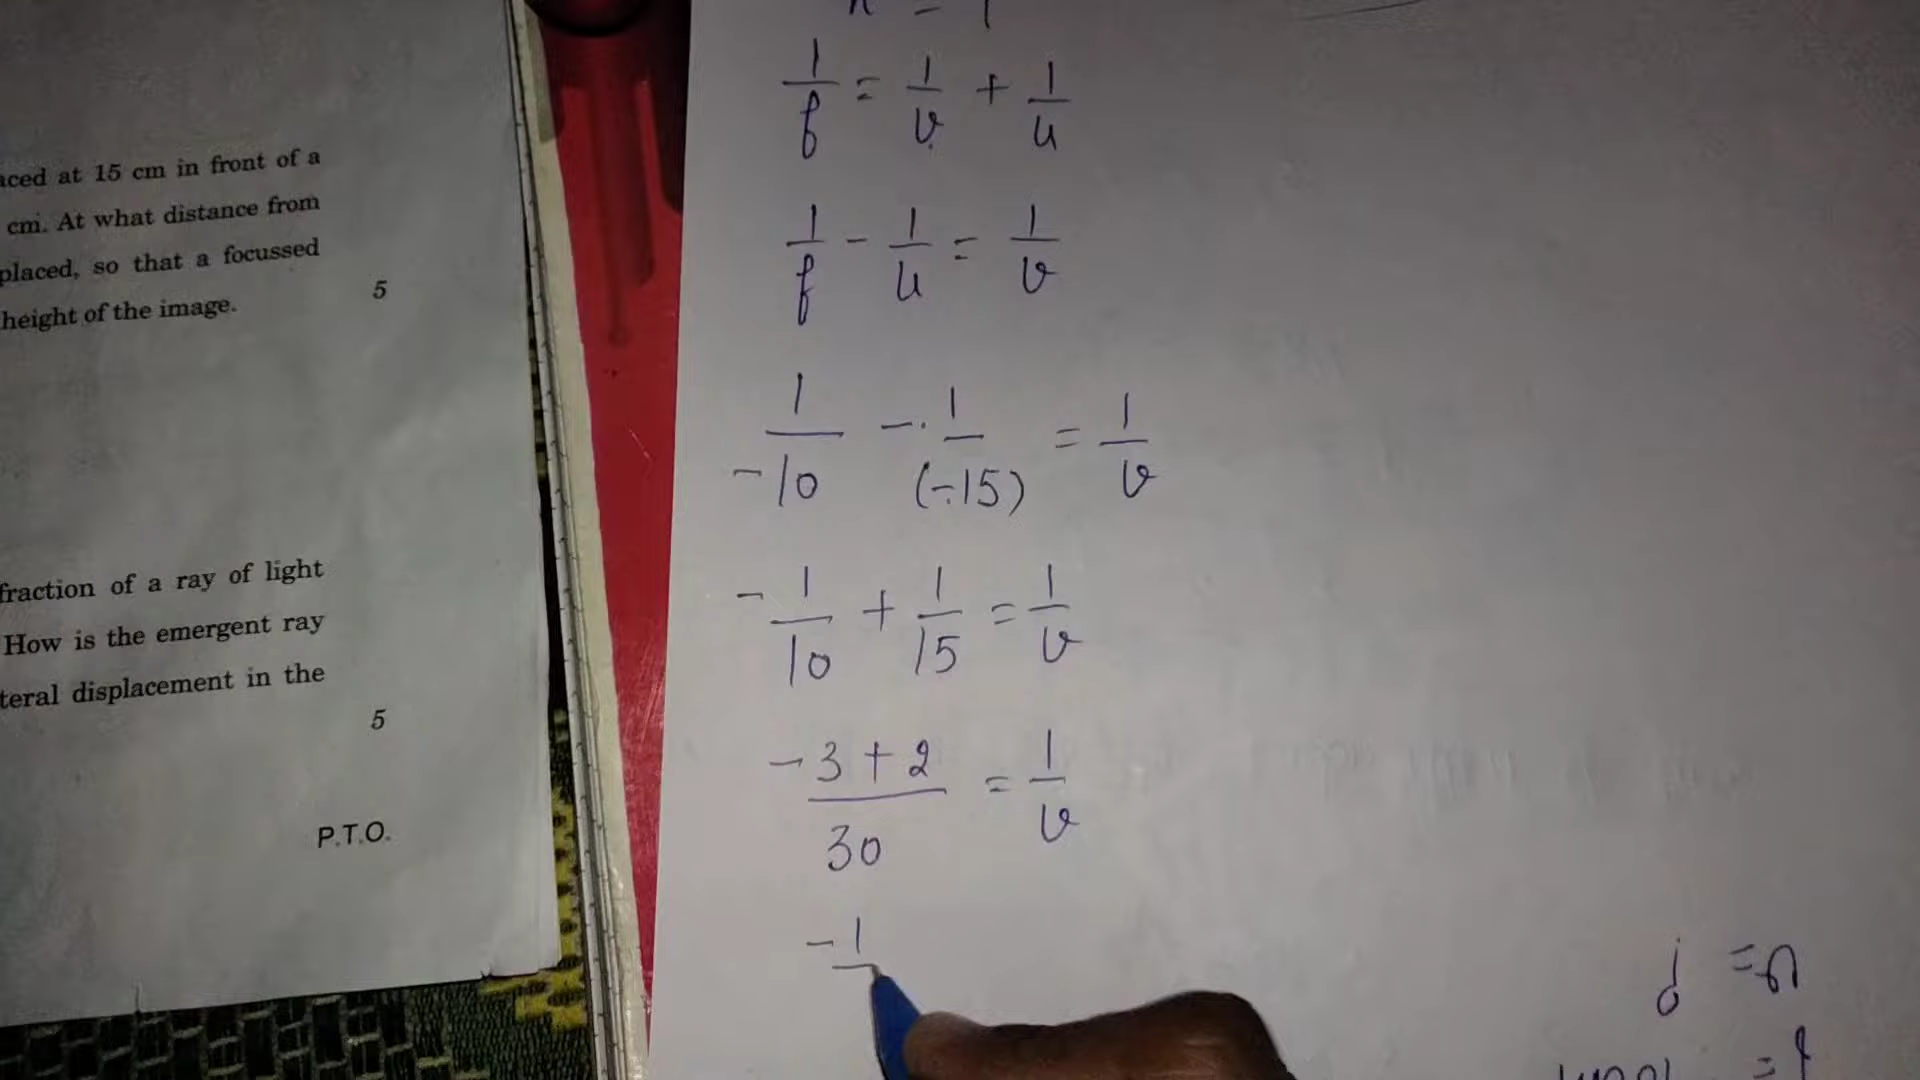 aced at 15 cm in front of a
cm. At what distance from
placed, so that a focussed
height of the image. 5
fraction of a ray of light
How is the emergent ray
teral displacement in the
5
P.T.O.
1/f = 1/v + 1/u
1/f - 1/u = 1/v
1/-10 - 1/(-15) = 1/v
- 1/10 + 1/15 = 1/v
-3+2/30 = 1/v
-1